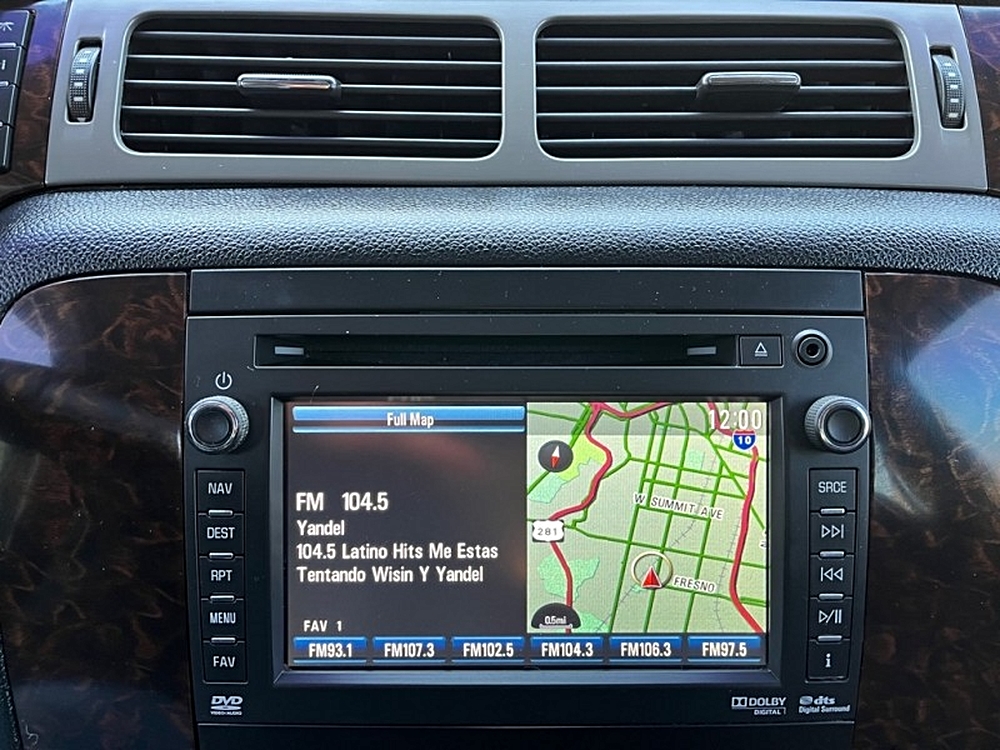 Full Map
12:00
10
FM 104.5
Yandel
104.5 Latino Hits Me Estas
Tentando Wisin Y Yandel
W SUMMIT AVE
281
FRESNO
0.5mi
FAV 1
FM93.1 FM107.3 FM102.5 FM104.3 FM106.3 FM97.5
NAV
DEST
RPT
MENU
FAV
SRCE
i
DVD
VIDEO/AUDIO
DOLBY
DIGITAL
dts
Digital Surround